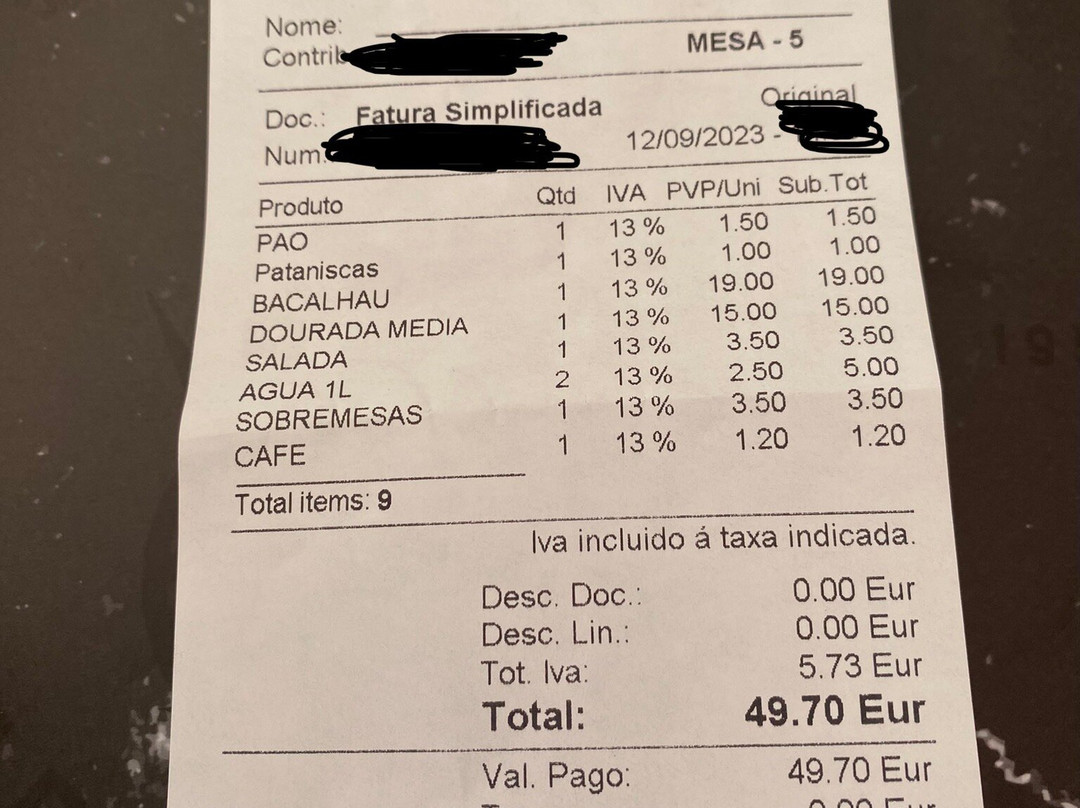 Nome:
Contrib
MESA - 5
Doc.: Fatura Simplificada Original
Num: 12/09/2023 -
Produto Qtd IVA PVP/Uni Sub.Tot
PAO 1 13 % 1.50 1.50
Pataniscas 1 13 % 1.00 1.00
BACALHAU 1 13 % 19.00 19.00
DOURADA MEDIA 1 13 % 15.00 15.00
SALADA 1 13 % 3.50 3.50
AGUA 1L 2 13 % 2.50 5.00
SOBREMESAS 1 13 % 3.50 3.50
CAFE 1 13 % 1.20 1.20
Total items: 9
Iva incluido á taxa indicada.
Desc. Doc.: 0.00 Eur
Desc. Lin.: 0.00 Eur
Tot. Iva: 5.73 Eur
Total: 49.70 Eur
Val. Pago: 49.70 Eur
0.00 Eur